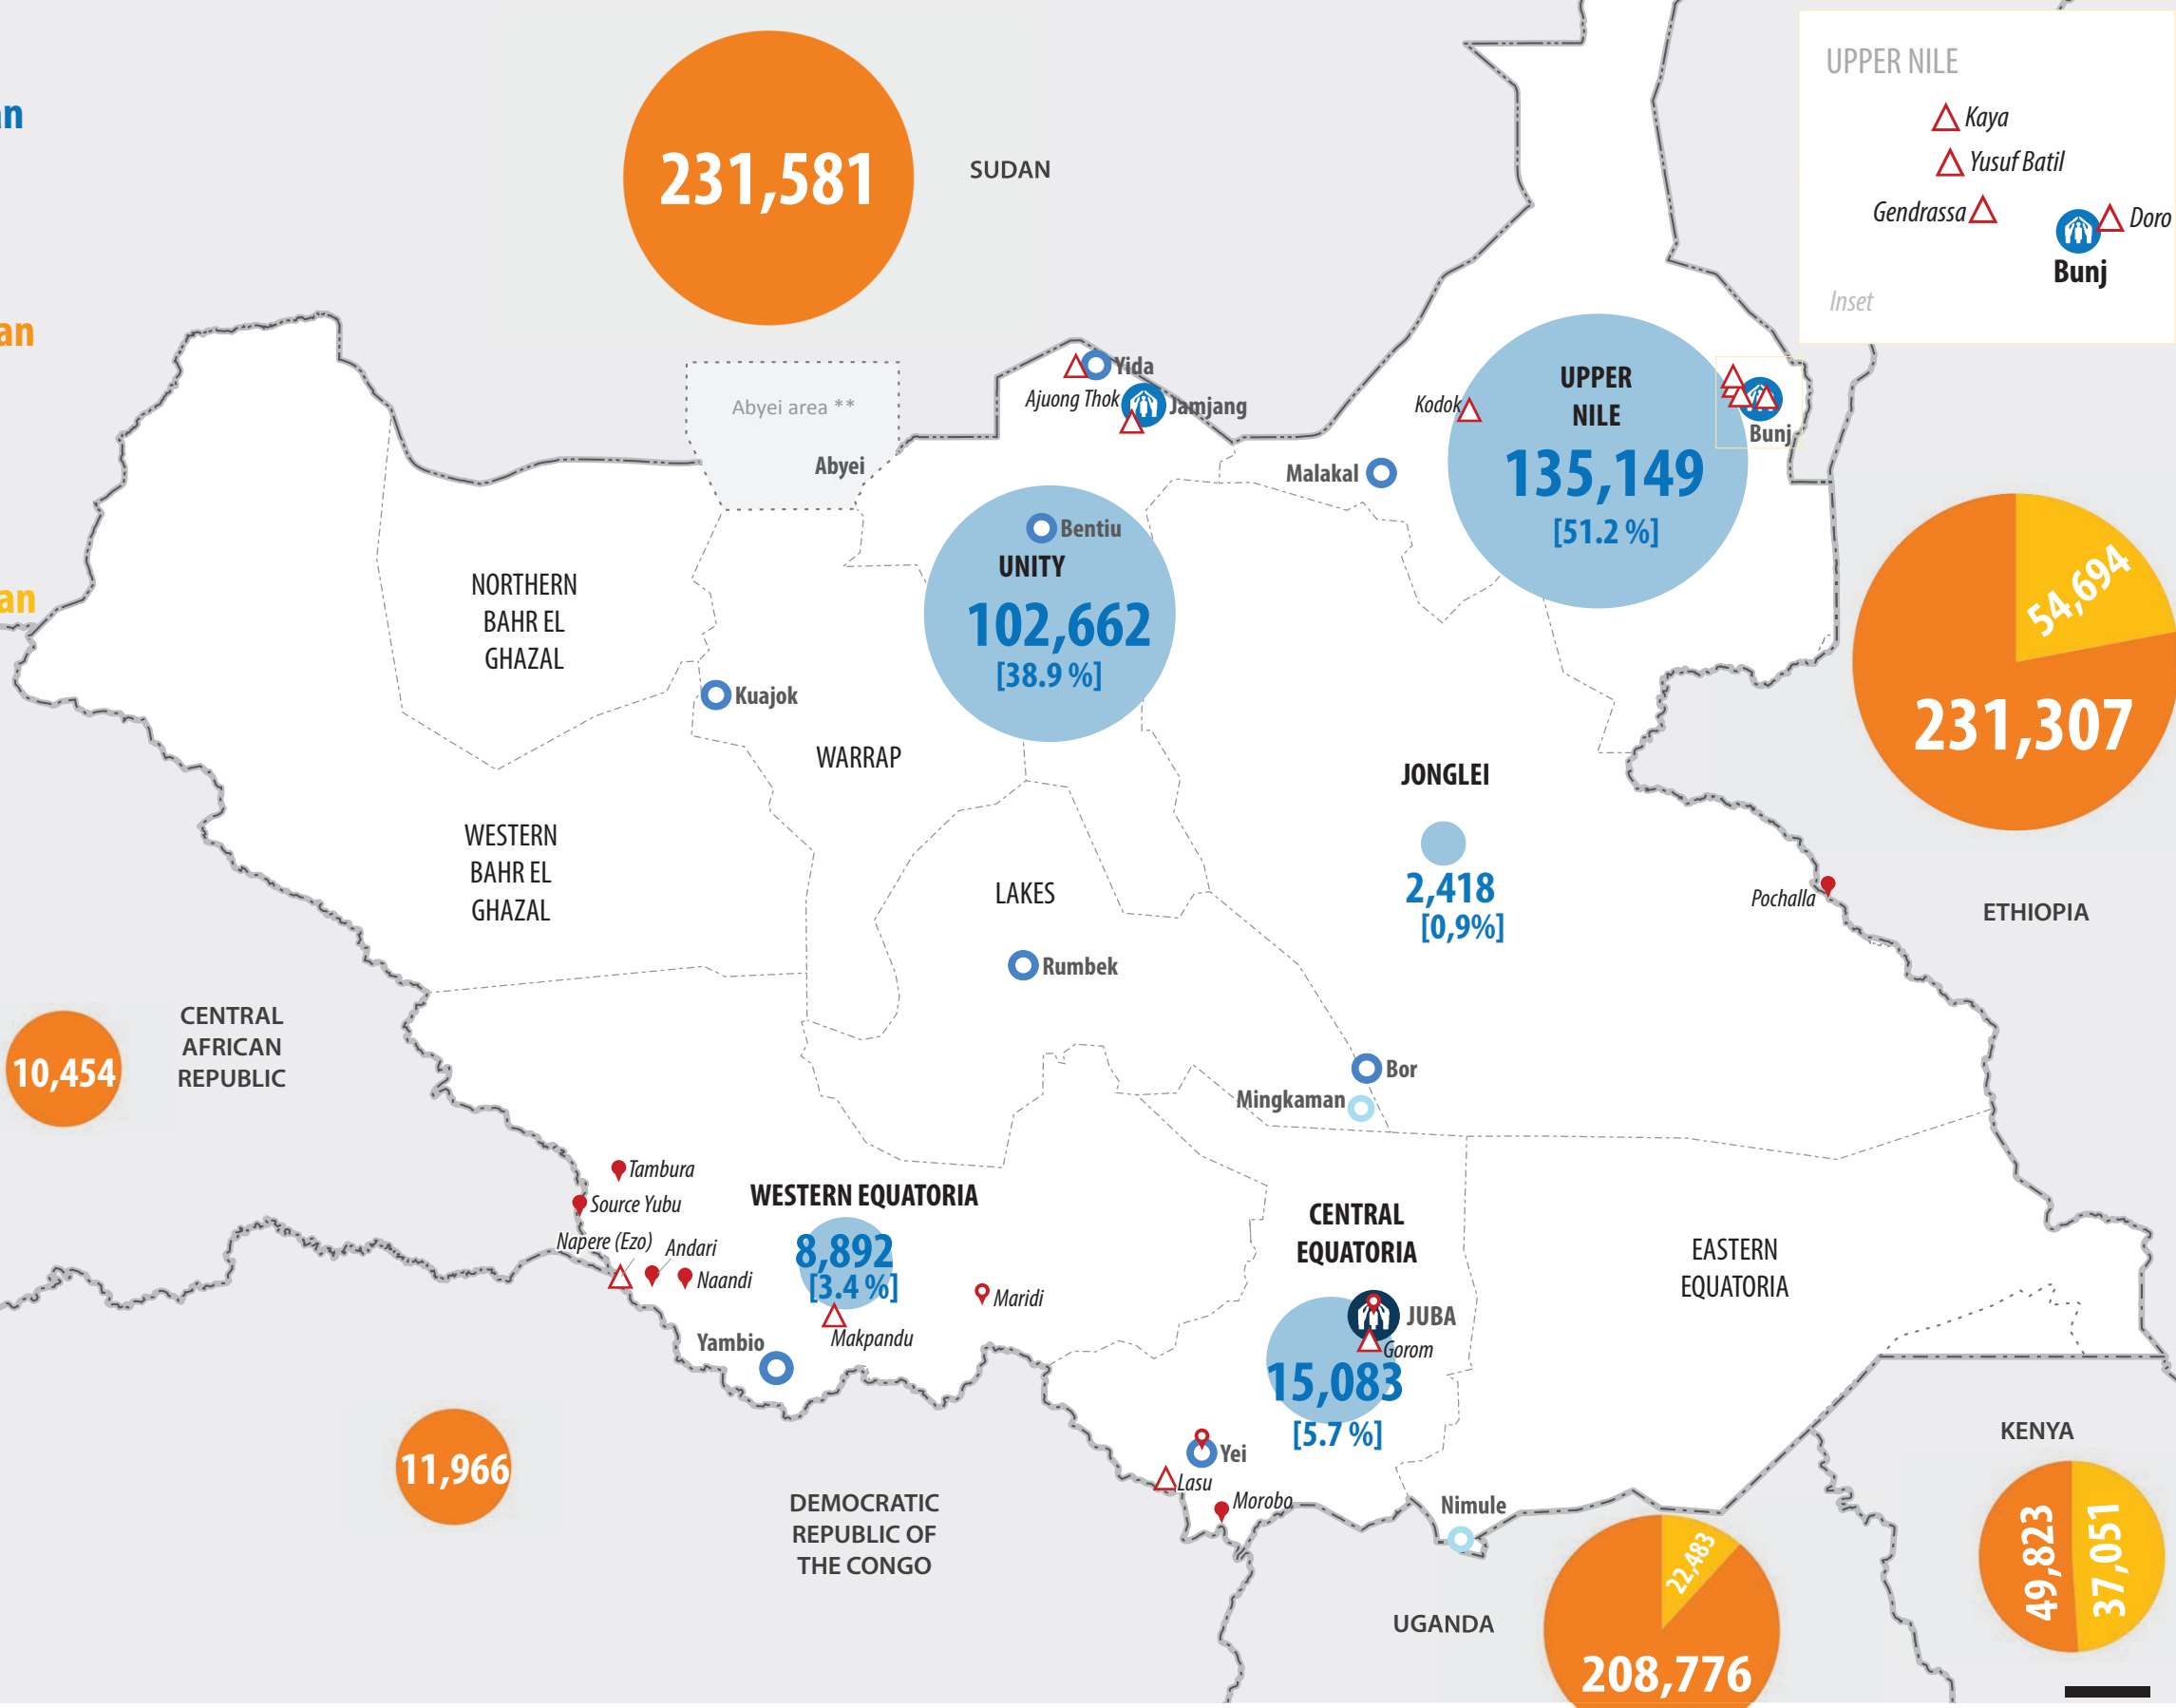 an
an
an
231,581
SUDAN
UPPER NILE
Kaya
Yusuf Batil
Gendrassa
Doro
Bunj
Inset
Abyei area **
Abyei
Yida
Ajuong Thok
Jamjang
Kodok
UPPER
NILE
135,149
[51.2 %]
Bunj
Malakal
Bentiu
UNITY
102,662
[38.9 %]
54,694
231,307
NORTHERN
BAHR EL
GHAZAL
Kuajok
WARRAP
JONGLEI
2,418
[0,9%]
WESTERN
BAHR EL
GHAZAL
LAKES
Rumbek
Pochalla
ETHIOPIA
10,454
CENTRAL
AFRICAN
REPUBLIC
Bor
Mingkaman
Tambura
Source Yubu
Napere (Ezo)
Andari
Naandi
WESTERN EQUATORIA
8,892
[3.4 %]
Makpandu
Maridi
Yambio
CENTRAL
EQUATORIA
JUBA
Gorom
15,083
[5.7 %]
EASTERN
EQUATORIA
Yei
Lasu
Morobo
Nimule
KENYA
49,823
37,051
11,966
DEMOCRATIC
REPUBLIC OF
THE CONGO
UGANDA
22,483
208,776